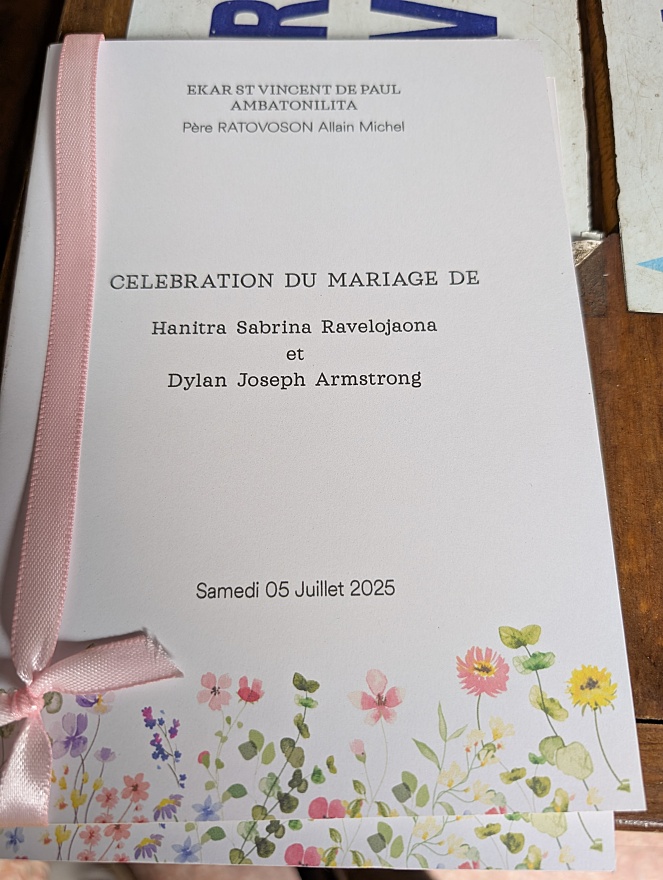 EKAR ST VINCENT DE PAUL
AMBATONILITA
Père RATOVOSON Allain Michel
CELEBRATION DU MARIAGE DE
Hanitra Sabrina Ravelojaona
et
Dylan Joseph Armstrong
Samedi 05 Juillet 2025